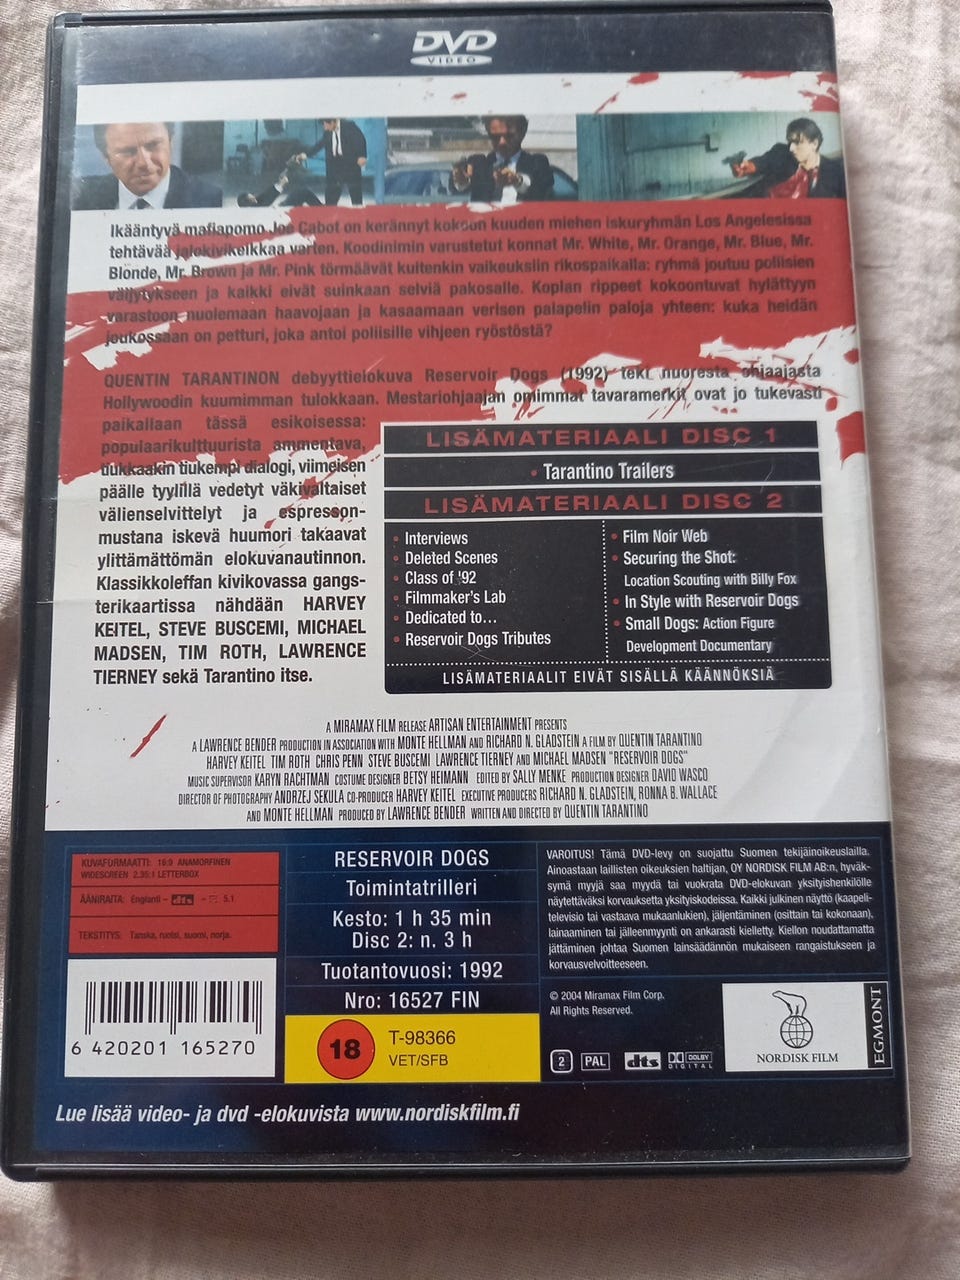 DVD
VIDEO
Ikääntyvä mafiapomo Joe Cabot on kerännyt kokoon kuuden miehen iskuryhmän Los Angelesissa
tehtävää jalokivikeikkaa varten. Koodinimin varustetut konnat Mr. White, Mr. Orange, Mr. Blue, Mr.
Blonde, Mr. Brown ja Mr. Pink törmäävät kuitenkin vaikeuksiin rikospaikalla: ryhmä joutuu poliisien
väijytykseen ja kaikki eivät suinkaan selviä pakosalle. Koplan rippeet kokoontuvat hylättyyn
varastoon nuolemaan haavojaan ja kasaamaan verisen palapelin paloja yhteen: kuka heidän
joukossaan on petturi, joka antoi poliisille vihjeen ryöstöstä?
QUENTIN TARANTINON debyyttielokuva Reservoir Dogs (1992) teki nuoresta ohjaajasta
Hollywoodin kuumimman tulokkaan. Mestariohjaajan ominmat tavaramerkit ovat jo tukevasti
paikallaan tässä esikoisessa:
populaarikulttuurista ammentava,
tiukkaakin tiukempi dialogi, viimeisen
päälle tyylillä vedetyt väkivaltaiset
välienselvittelyt ja espresson-
mustana iskevä huumori takaavat
ylittämättömän elokuvanautinnon.
Klassikkoleffan kivikovassa gangs-
terikaartissa nähdään HARVEY
KEITEL, STEVE BUSCEMI, MICHAEL
MADSEN, TIM ROTH, LAWRENCE
TIERNEY sekä Tarantino itse.
LISÄMATERIAALI DISC 1
• Tarantino Trailers
LISÄMATERIAALI DISC 2
• Interviews
• Deleted Scenes
• Class of '92
• Filmmaker's Lab
• Dedicated to...
• Reservoir Dogs Tributes
• Film Noir Web
• Securing the Shot:
Location Scouting with Billy Fox
• In Style with Reservoir Dogs
• Small Dogs: Action Figure
Development Documentary
LISÄMATERIAALIT EIVÄT SISÄLLÄ KÄÄNNÖKSIÄ
A MIRAMAX FILM RELEASE ARTISAN ENTERTAINMENT PRESENTS
A LAWRENCE BENDER PRODUCTION IN ASSOCIATION WITH MONTE HELLMAN AND RICHARD N. GLADSTEIN A FILM BY QUENTIN TARANTINO
HARVEY KEITEL TIM ROTH CHRIS PENN STEVE BUSCEMI LAWRENCE TIERNEY AND MICHAEL MADSEN "RESERVOIR DOGS"
MUSIC SUPERVISOR KARYN RACHTMAN COSTUME DESIGNER BETSY HEIMANN EDITED BY SALLY MENKE PRODUCTION DESIGNER DAVID WASCO
DIRECTOR OF PHOTOGRAPHY ANDRZEJ SEKULA CO-PRODUCER HARVEY KEITEL EXECUTIVE PRODUCERS RICHARD N. GLADSTEIN, RONNA B. WALLACE
AND MONTE HELLMAN PRODUCED BY LAWRENCE BENDER WRITTEN AND DIRECTED BY QUENTIN TARANTINO
KUVAFORMAATTI: 16:9 ANAMORFINEN
WIDESCREEN 2.35:1 LETTERBOX
ÄÄNIRAITA: Englanti – dts – 5.1
TEKSTITYS: Tanska, ruotsi, suomi, norja.
6 420201 165270
RESERVOIR DOGS
Toimintatrilleri
Kesto: 1 h 35 min
Disc 2: n. 3 h
Tuotantovuosi: 1992
Nro: 16527 FIN
18
T-98366
VET/SFB
VAROITUS! Tämä DVD-levy on suojattu Suomen tekijäinoikeuslailla.
Ainoastaan laillisten oikeuksien haltijan, OY NORDISK FILM AB:n, hyväk-
symä myyjä saa myydä tai vuokrata DVD-elokuvan yksityishenkilölle
näytettäväksi korvauksetta yksityiskodeissa. Kaikki julkinen näyttö (kaapeli-
televisio tai vastaava mukaanlukien), jäljentäminen (osittain tai kokonaan),
lainaaminen tai jälleenmyynti on ankarasti kielletty. Kiellon noudattamatta
jättäminen johtaa Suomen lainsäädännön mukaiseen rangaistukseen ja
korvausvelvoitteeseen.
© 2004 Miramax Film Corp.
All Rights Reserved.
2 PAL dts DOLBY
DIGITAL
NORDISK FILM
EGMONT
Lue lisää video- ja dvd -elokuvista www.nordiskfilm.fi